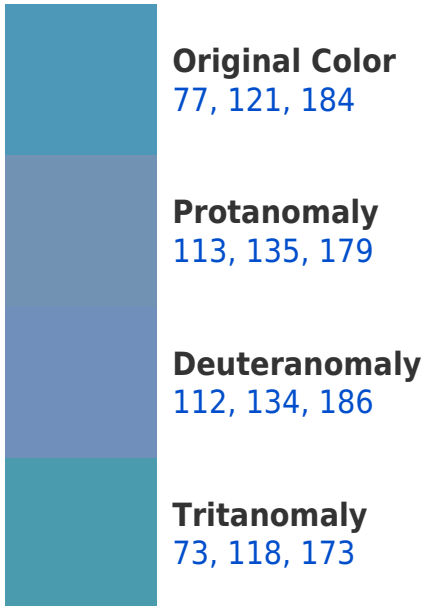 Original Color
77, 121, 184
Protanomaly
113, 135, 179
Deuteranomaly
112, 134, 186
Tritanomaly
73, 118, 173